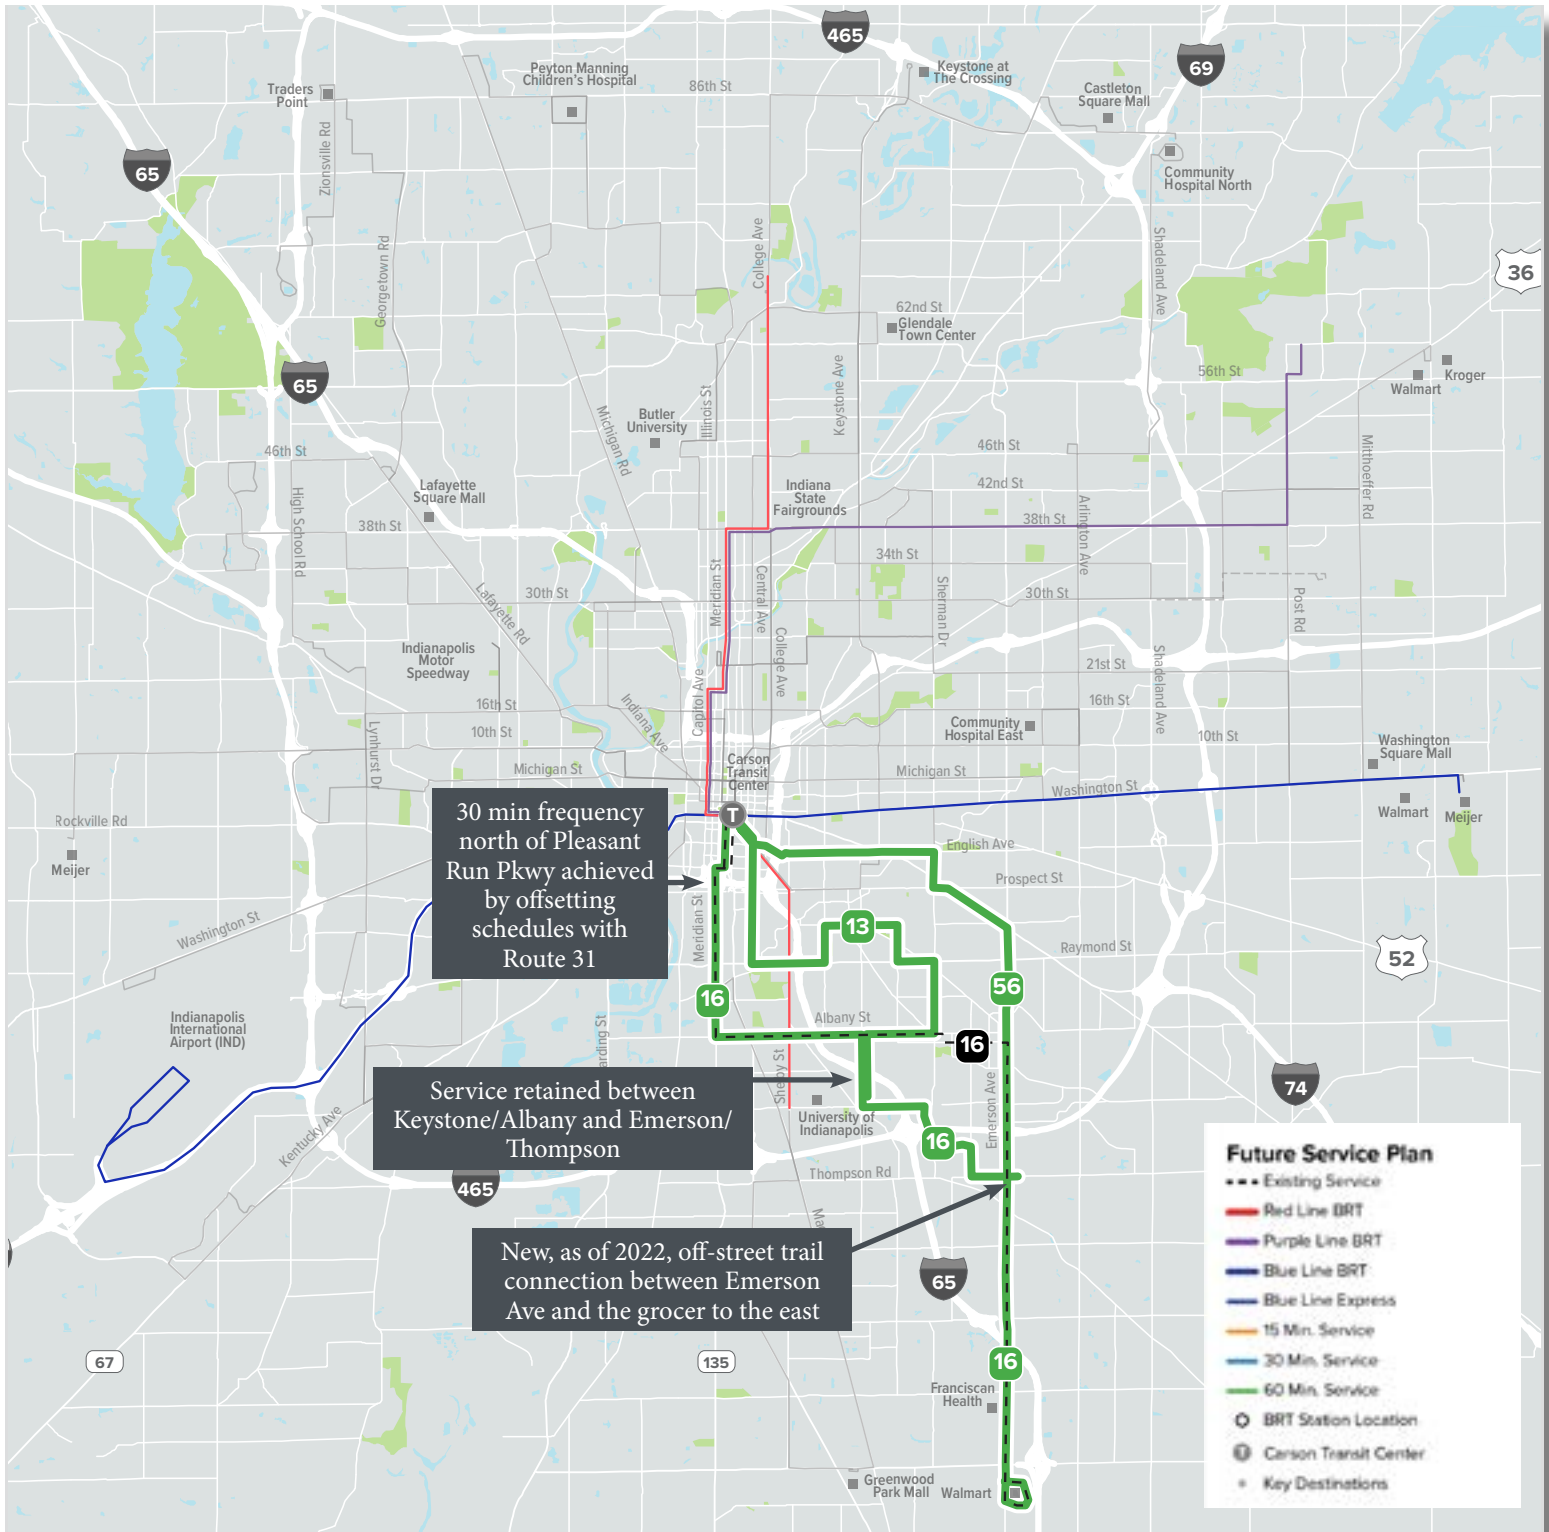 465
69
Peyton Manning
Children's Hospital
Keystone at
The Crossing
86th St
Traders
Point
Castleton
Square Mall
Zionsville Rd
65
Community
Hospital North
College Ave
Georgetown Rd
Shadeland Ave
36
62nd St
Glendale
Town Center
65
Illinois St
Keystone Ave
56th St
Walmart
Kroger
Butler
University
Michigan Rd
46th St
46th St
Mitthoeffer Rd
Lafayette
Square Mall
High School Rd
Indiana
State
Fairgrounds
42nd St
Arlington Ave
38th St
38th St
34th St
Meridian St
Central Ave
Sherman Dr
30th St
30th St
Lafayette Rd
Post Rd
Indianapolis
Motor
Speedway
College Ave
21st St
Shadeland Ave
Capitol Ave
16th St
16th St
Indiana Ave
10th St
Lynhurst Dr
Community
Hospital East
10th St
Washington
Square Mall
Carson
Transit
Center
Michigan St
Michigan St
Washington St
T
Walmart
Meijer
Rockville Rd
Meijer
30 min frequency
north of Pleasant
Run Pkwy achieved
by offsetting
schedules with
Route 31
English Ave
Prospect St
Washington St
Meridian St
13
Raymond St
52
56
16
Indianapolis
International
Airport (IND)
Albany St
arding St
16
Shelby St
Emerson Ave
74
Service retained between
Keystone/Albany and Emerson/
Thompson
University of
Indianapolis
Kentucky Ave
16
Thompson Rd
465
Ma
New, as of 2022, off-street trail
connection between Emerson
Ave and the grocer to the east
65
67
135
16
Franciscan
Health
Greenwood
Park Mall
Walmart
Future Service Plan
Existing Service
Red Line BRT
Purple Line BRT
Blue Line BRT
Blue Line Express
15 Min. Service
30 Min. Service
60 Min. Service
BRT Station Location
T
Carson Transit Center
Key Destinations